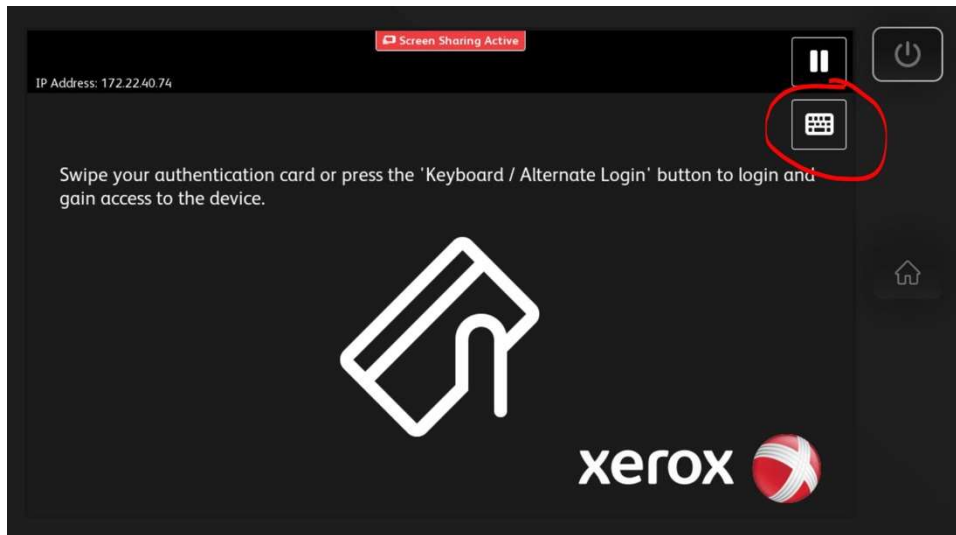 Screen Sharing Active
IP Address: 172.22.40.74
Swipe your authentication card or press the 'Keyboard / Alternate Login' button to login and
gain access to the device.
xerox